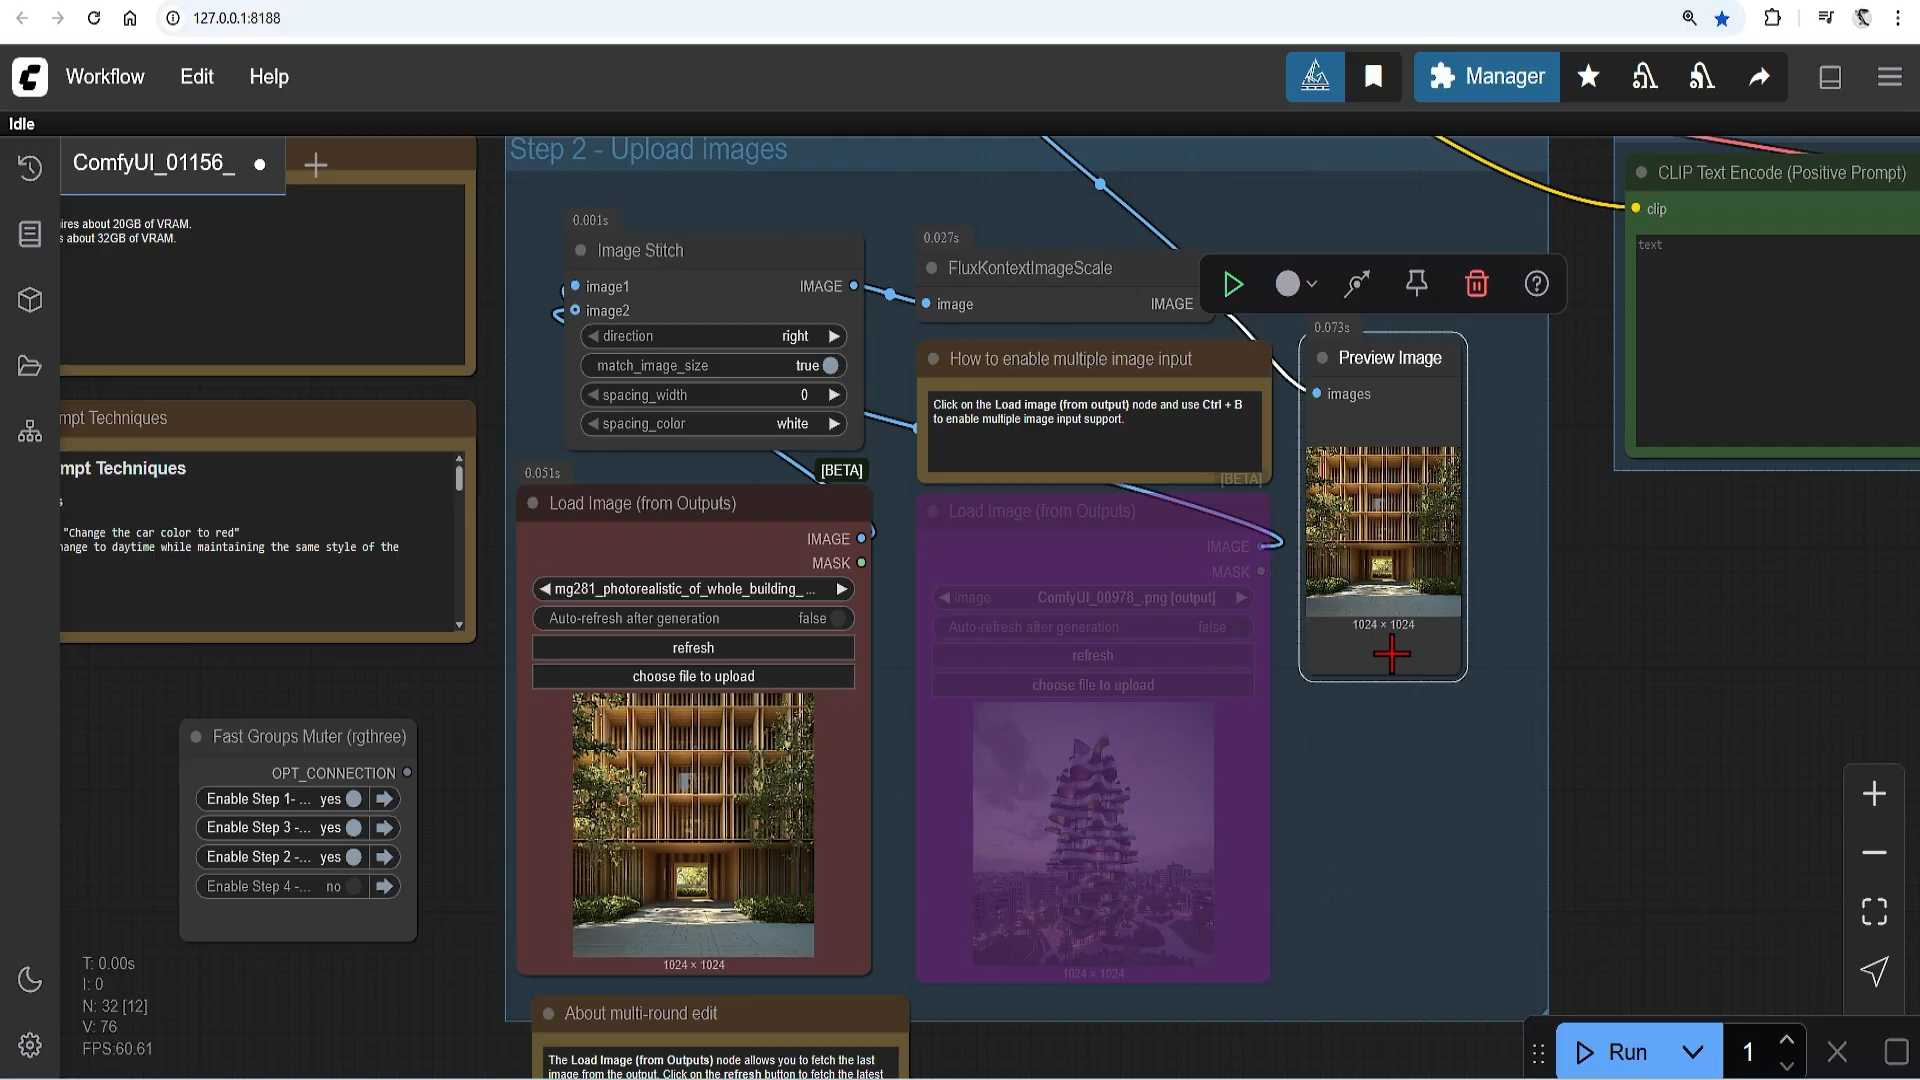 127.0.0.1:8188
Workflow
Edit
Help
Manager
Idle
ComfyUI_01156_
Step 2 - Upload images
CLIP Text Encode (Positive Prompt)
clip
text
ires about 20GB of VRAM.
s about 32GB of VRAM.
0.001s
Image Stitch
image1
IMAGE
image2
direction
right
match_image_size
true
spacing_width
0
spacing_color
white
0.027s
FluxKontextImageScale
image
IMAGE
How to enable multiple image input
Click on the Load image (from output) node and use Ctrl + B
to enable multiple image input support.
0.073s
Preview Image
images
1024 × 1024
mpt Techniques
mpt Techniques
s
"Change the car color to red"
hange to daytime while maintaining the same style of the
0.051s
[BETA]
Load Image (from Outputs)
IMAGE
MASK
mg281_photorealistic_of_whole_building_ ...
Auto-refresh after generation
false
refresh
choose file to upload
1024 × 1024
[BETA]
Load Image (from Outputs)
IMAGE
MASK
image
ComfyUI_00978_.png [output]
Auto-refresh after generation
false
refresh
choose file to upload
1024 × 1024
Fast Groups Muter (rgthree)
OPT_CONNECTION
Enable Step 1- ...
yes
Enable Step 3 -...
yes
Enable Step 2 -...
yes
Enable Step 4 -...
no
T: 0.00s
I: 0
N: 32 [12]
V: 76
FPS:60.61
About multi-round edit
The Load Image (from Outputs) node allows you to fetch the last
image from the output. Click on the refresh button to fetch the latest
Run
1